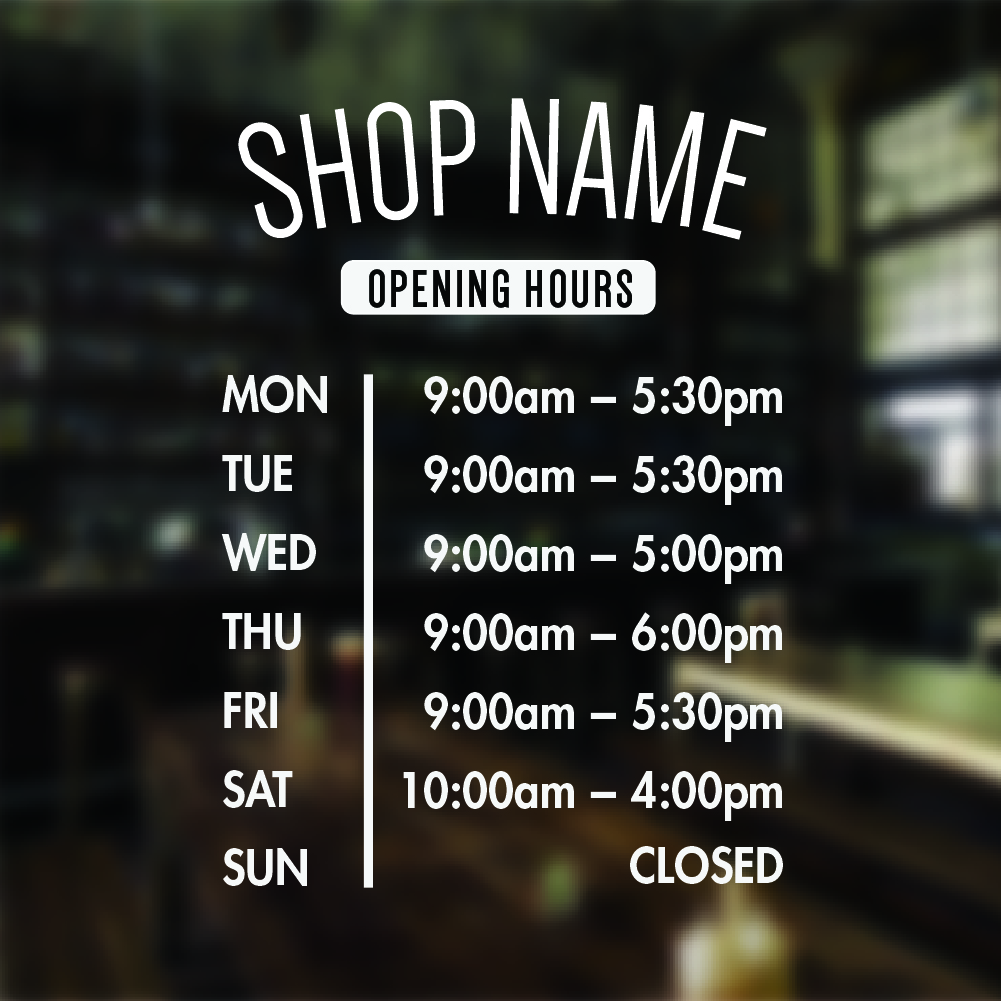 SHOP NAME
OPENING HOURS
MON 9:00am – 5:30pm
TUE 9:00am – 5:30pm
WED 9:00am – 5:00pm
THU 9:00am – 6:00pm
FRI 9:00am – 5:30pm
SAT 10:00am – 4:00pm
SUN CLOSED